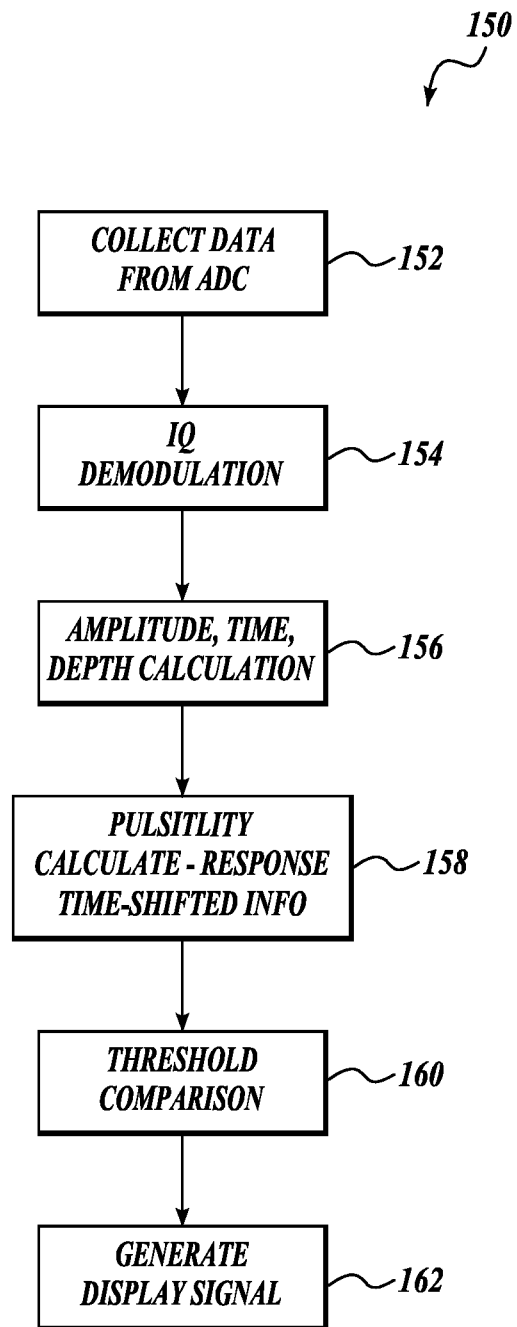 150
COLLECT DATA
FROM ADC
152
IQ
DEMODULATION
154
AMPLITUDE, TIME,
DEPTH CALCULATION
156
PULSITLITY
CALCULATE - RESPONSE
TIME-SHIFTED INFO
158
THRESHOLD
COMPARISON
160
GENERATE
DISPLAY SIGNAL
162